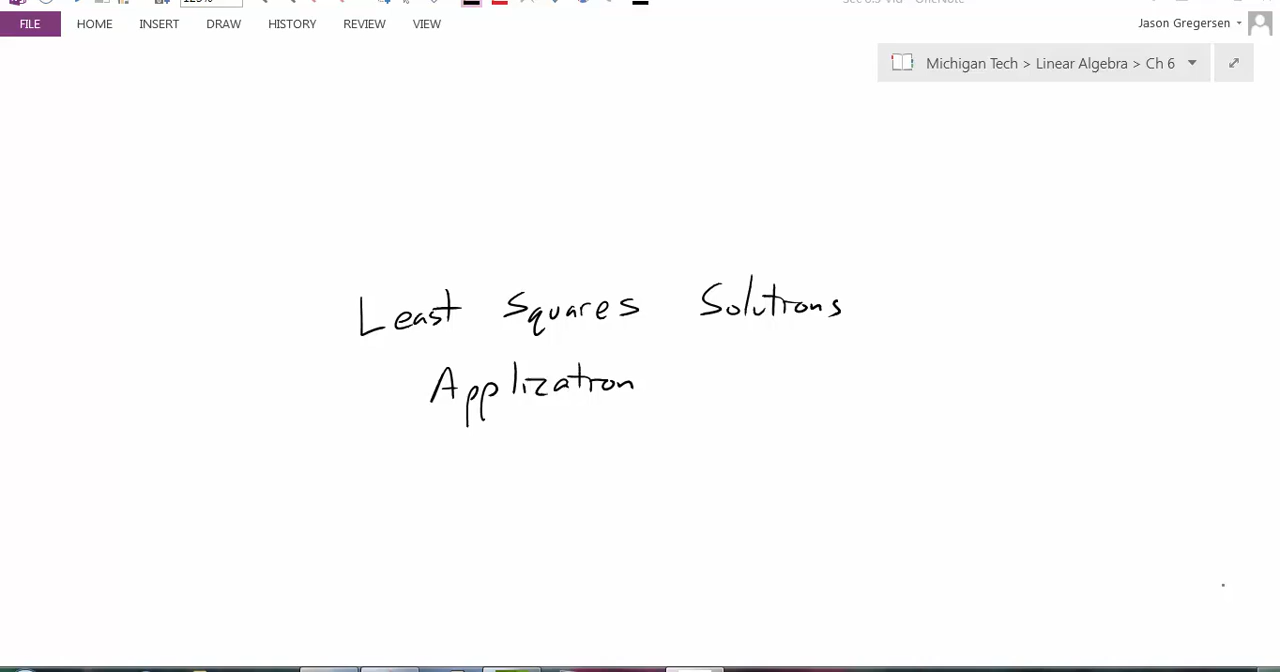 FILE HOME INSERT DRAW HISTORY REVIEW VIEW Jason Gregersen
Michigan Tech > Linear Algebra > Ch 6
Least Squares Solutions
Application